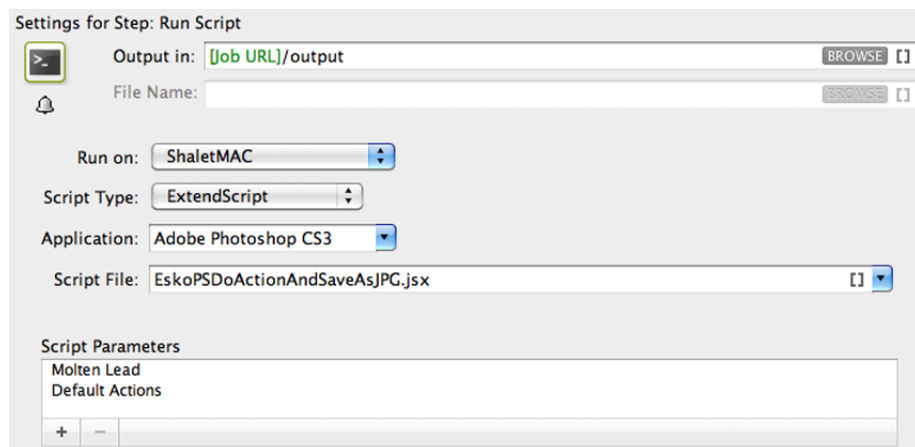 Settings for Step: Run Script
>_
Output in: [Job URL]/output BROWSE []
File Name: BROWSE []
Run on: ShaletMAC
Script Type: ExtendScript
Application: Adobe Photoshop CS3
Script File: EskoPSDoActionAndSaveAsJPG.jsx []
Script Parameters
Molten Lead
Default Actions
+ −